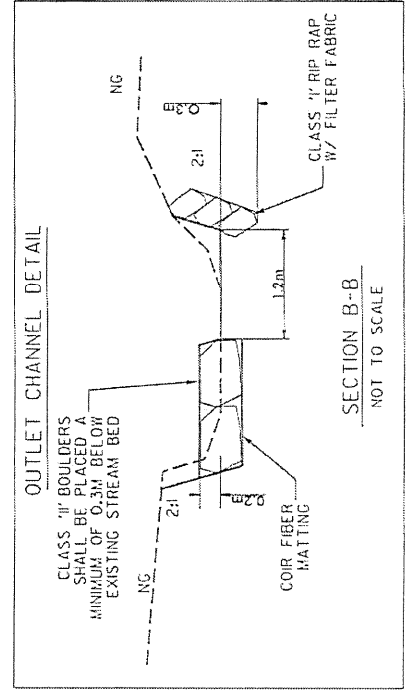 OUTLET CHANNEL DETAIL
CLASS 'II' BOULDERS
SHALL BE PLACED A
MINIMUM OF 0.3M BELOW
EXISTING STREAM BED
NG
NG
2:1
2:1
0.3m
0.2m
1.2m
CLASS 'II' RIP RAP
W/ FILTER FABRIC
COIR FIBER
MATTING
SECTION B-B
NOT TO SCALE